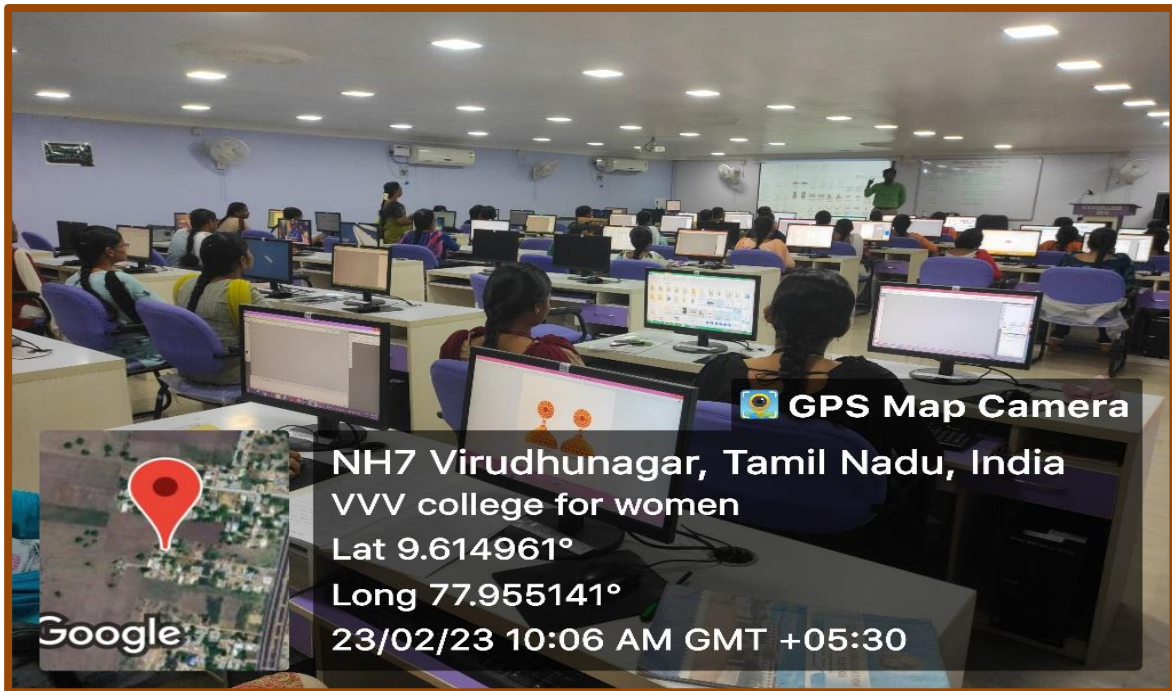 GPS Map Camera
NH7 Virudhunagar, Tamil Nadu, India
VVV college for women
Lat 9.614961°
Long 77.955141°
23/02/23 10:06 AM GMT +05:30
Google